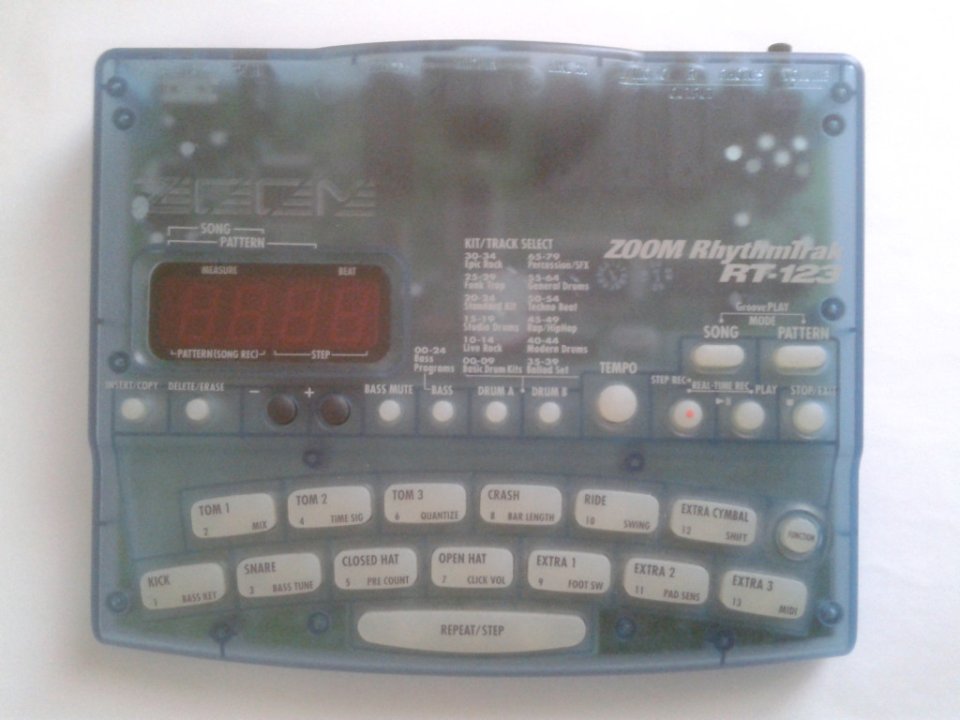 ZOOM
SONG
PATTERN
MEASURE BEAT
PATTERN(SONG REC) STEP
KIT/TRACK SELECT
30-34 65-79
Epic Rock Percussion/SFX
25-29 55-64
Funk Trap General Drums
20-24 50-54
Standard Kit Techno Beat
15-19 45-49
Studio Drums Rap/HipHop
10-14 40-44
Live Rock Modern Drums
00-09 35-39
Basic Drum Kits Ballad Set
00-24
Bass
Programs
ZOOM RhythmTrak
RT-123
GroovePLAY
MODE
SONG PATTERN
INSERT/COPY DELETE/ERASE - + BASS MUTE BASS DRUM A DRUM B TEMPO
STEP REC REAL-TIME REC PLAY STOP/EXIT
TOM 1
2 MIX
TOM 2
4 TIME SIG
TOM 3
6 QUANTIZE
CRASH
8 BAR LENGTH
RIDE
10 SWING
EXTRA CYMBAL
12 SHIFT
FUNCTION
KICK
1 BASS KEY
SNARE
3 BASS TUNE
CLOSED HAT
5 PRE COUNT
OPEN HAT
7 CLICK VOL
EXTRA 1
9 FOOT SW
EXTRA 2
11 PAD SENS
EXTRA 3
13 MIDI
REPEAT/STEP